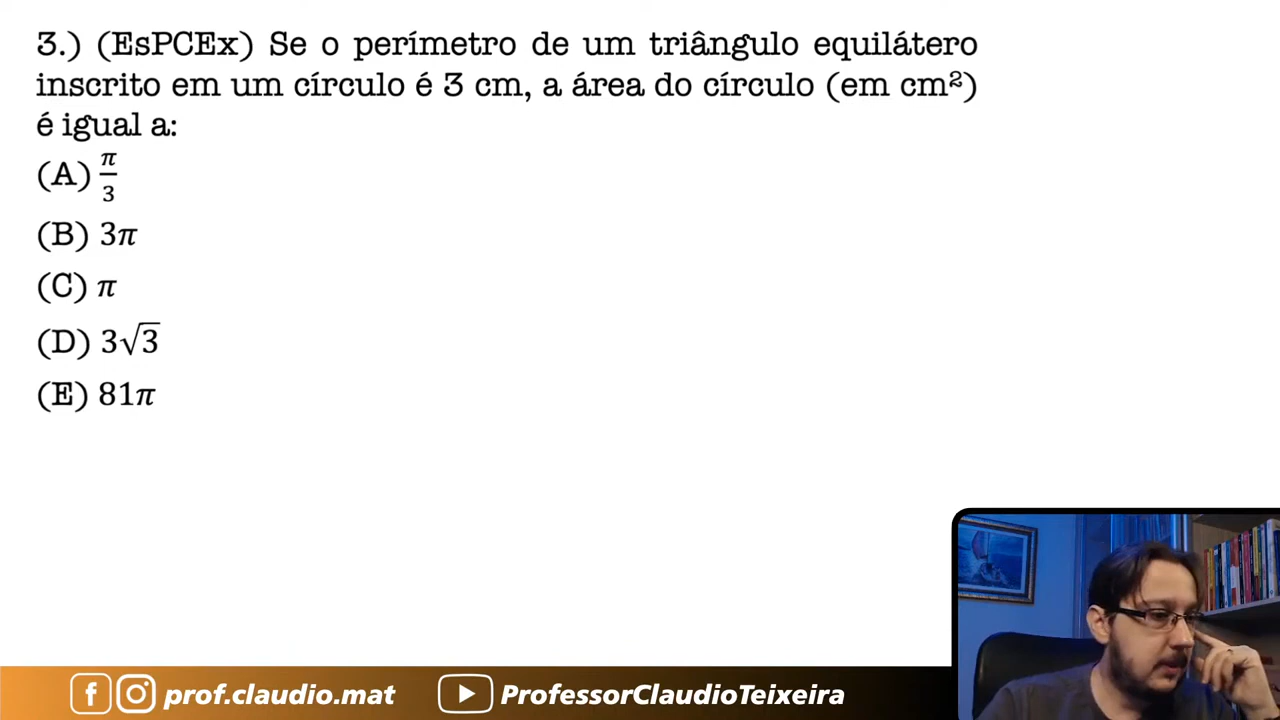 3.) (EsPCEx) Se o perímetro de um triângulo equilátero
inscrito em um círculo é 3 cm, a área do círculo (em cm²)
é igual a:
(A) π/3
(B) 3π
(C) π
(D) 3√3
(E) 81π
prof.claudio.mat ProfessorClaudioTeixeira